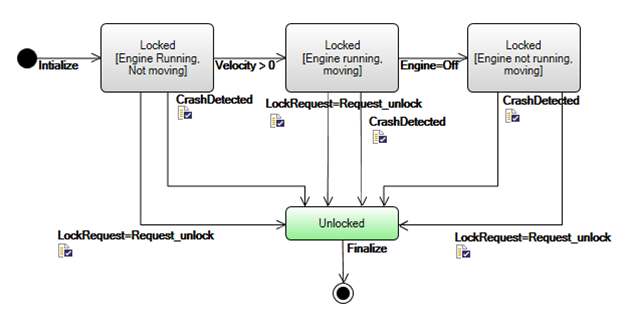 Locked
[Engine Running,
Not moving]
Locked
[Engine running,
moving]
Locked
[Engine not running,
moving]
Intialize
Velocity > 0
Engine=Off
CrashDetected
LockRequest=Request_unlock
CrashDetected
CrashDetected
Unlocked
LockRequest=Request_unlock
LockRequest=Request_unlock
Finalize